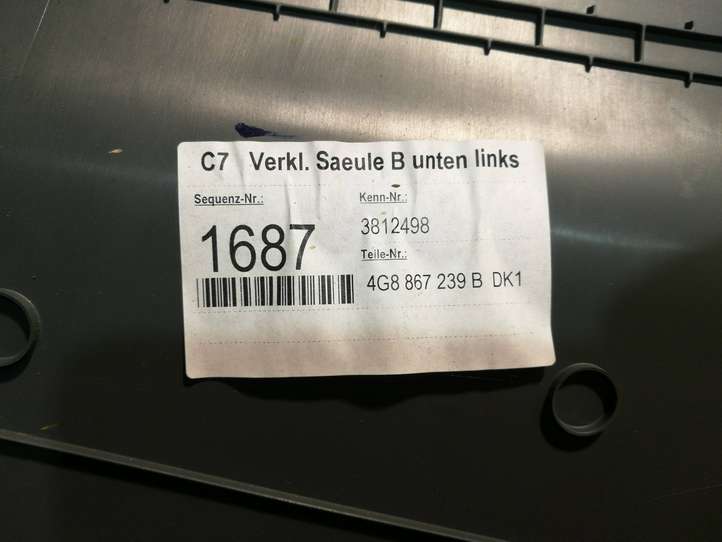 C7 Verkl. Saeule B unten links
Sequenz-Nr.: Kenn-Nr.:
1687 3812498
Teile-Nr.:
4G8 867 239 B DK1